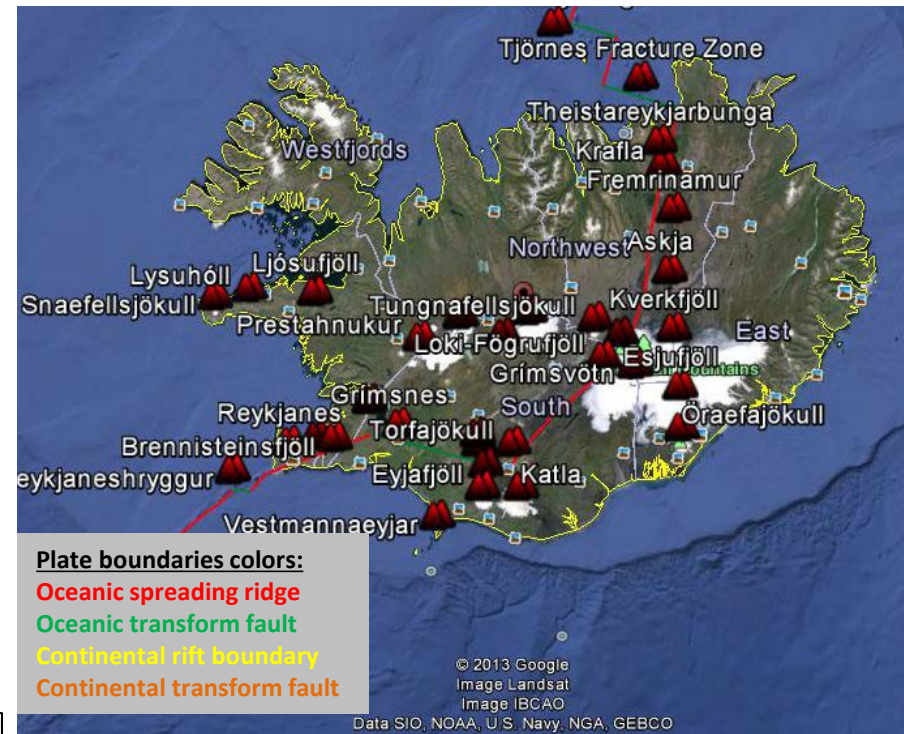 Tjörnes Fracture Zone
Theistareykjarbunga
Krafla
Westfjords
Fremrinámur
Northwest
Askja
Ljósufjöll
Lysuhóll
Snaefellsjökull
Tungnafellsjökull
Kverkfjöll
Prestahnukur
East
Loki-Fögrufjöll
Esjufjöll
Grímsvötn
Grímsnes
South
Reykjanes
Öraefajökull
Torfajökull
Brennisteinsfjöll
eykjaneshryggur
Eyjafjöll
Katla
Vestmannaeyjar
Plate boundaries colors:
Oceanic spreading ridge
Oceanic transform fault
Continental rift boundary
Continental transform fault
© 2013 Google
Image Landsat
Image IBCAO
Data SIO, NOAA, U.S. Navy, NGA, GEBCO